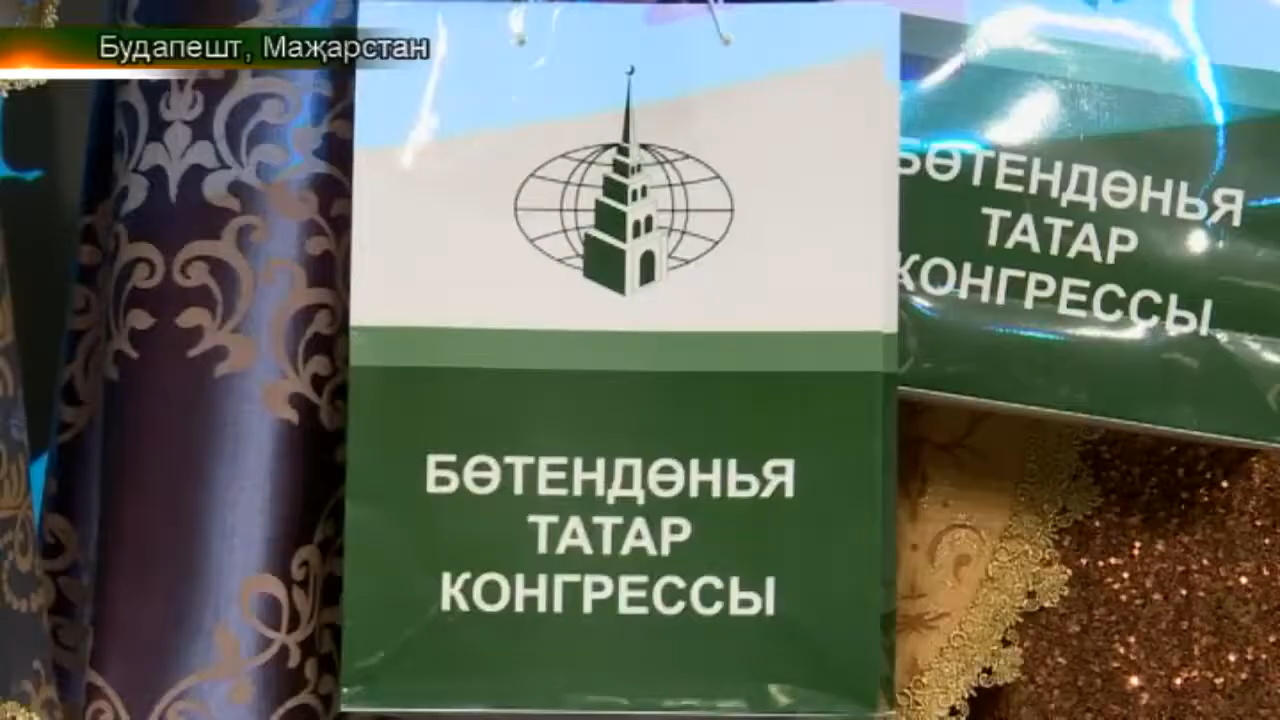 Будапешт, Маҗарстан
БӨТЕНДӨНЬЯ
ТАТАР
КОНГРЕССЫ
БӨТЕНДӨНЬЯ
ТАТАР
КОНГРЕССЫ